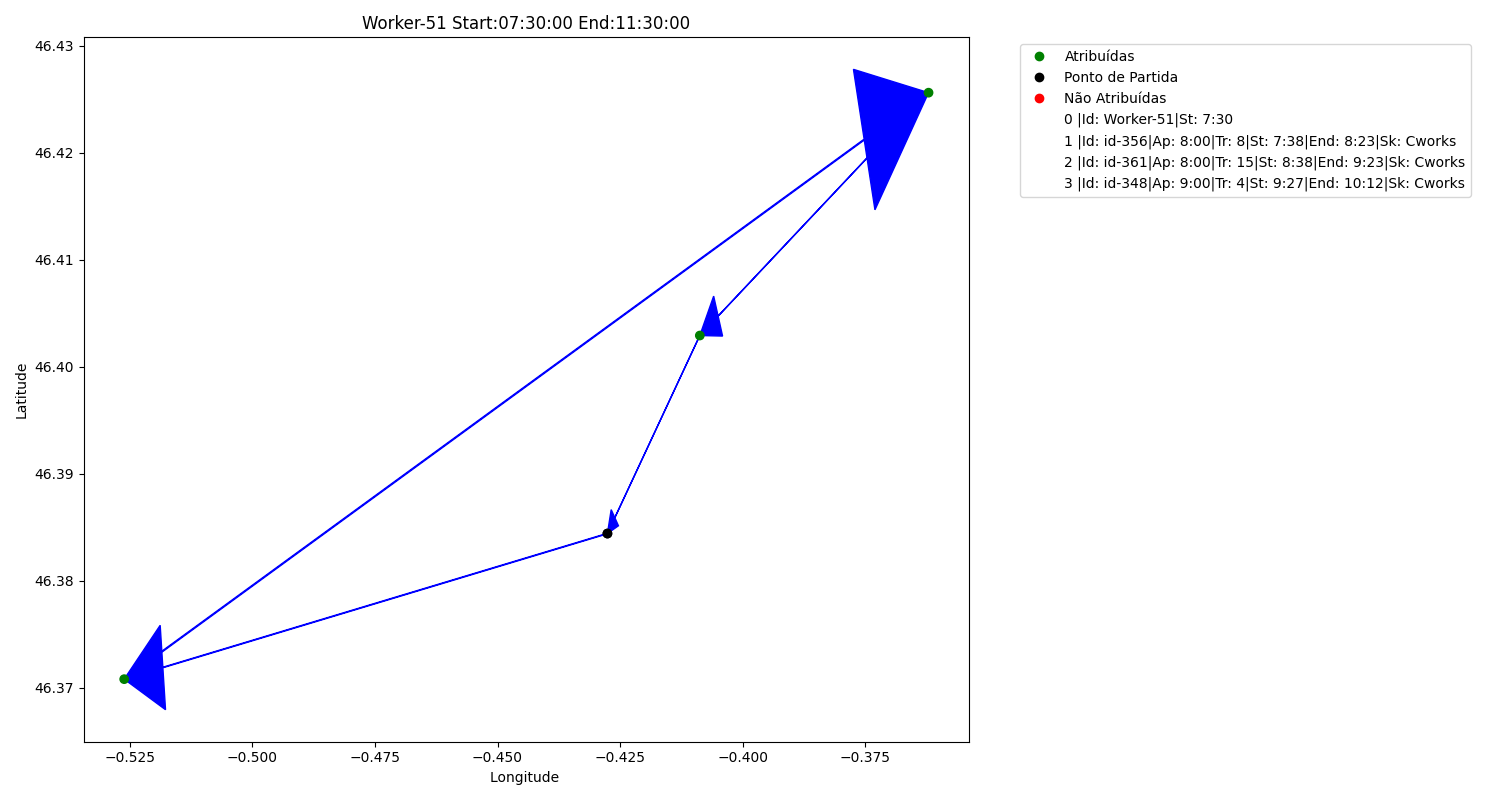 Worker-51 Start:07:30:00 End:11:30:00
46.43
46.42
46.41
46.40
46.39
46.38
46.37
Latitude
−0.525
−0.500
−0.475
−0.450
−0.425
−0.400
−0.375
Longitude
Atribuídas
Ponto de Partida
Não Atribuídas
0 |Id: Worker-51|St: 7:30
1 |Id: id-356|Ap: 8:00|Tr: 8|St: 7:38|End: 8:23|Sk: Cworks
2 |Id: id-361|Ap: 8:00|Tr: 15|St: 8:38|End: 9:23|Sk: Cworks
3 |Id: id-348|Ap: 9:00|Tr: 4|St: 9:27|End: 10:12|Sk: Cworks